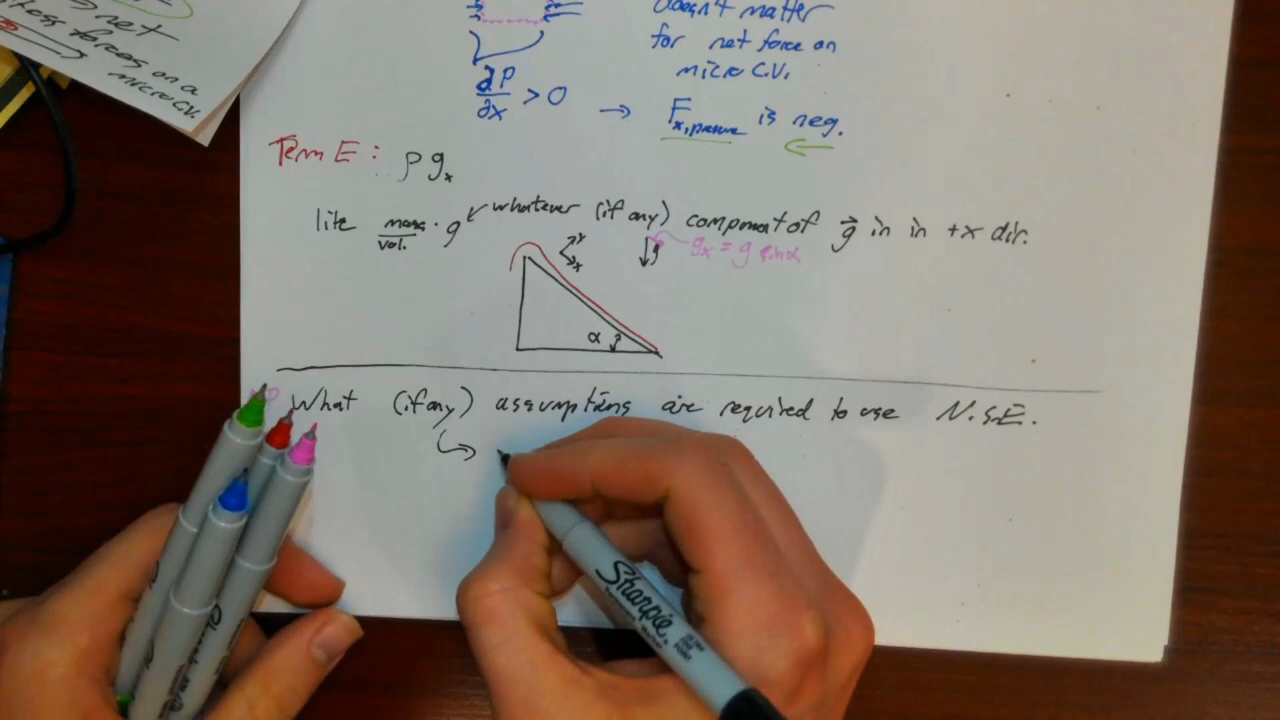 net
forces on a
micro C.V.
doesn't matter
for net force on
micro C.V.
∂P/∂x > 0 → F x,pressure is neg.
Term E: ρ g x
like mass/vol. · g whatever (if any) component of g⃗ in in +x dir.
g g x = g sin α
y
x
α
What (if any) assumptions are required to use N.S.E.
Sharpie